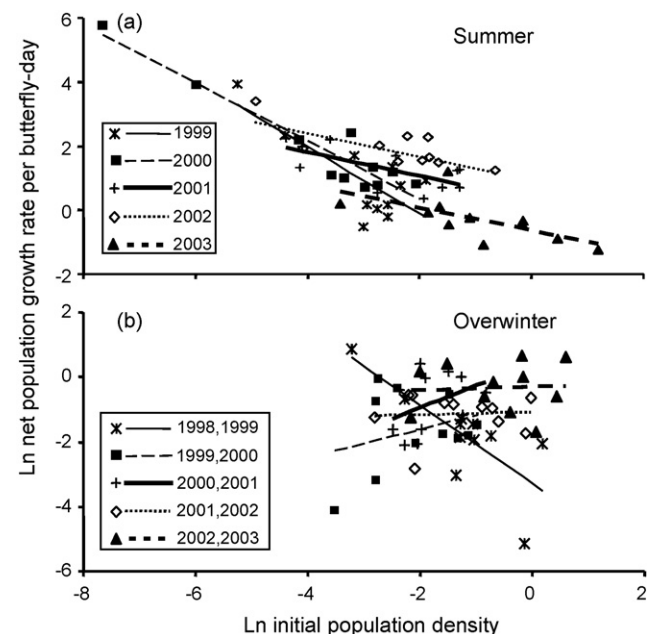 6
(a)
Summer
4
2
1999
2000
2001
2002
2003
0
-2
Ln net population growth rate per butterfly-day
2
(b)
Overwinter
0
-2
1998,1999
1999,2000
2000,2001
2001,2002
2002,2003
-4
-6
-8 -6 -4 -2 0 2
Ln initial population density